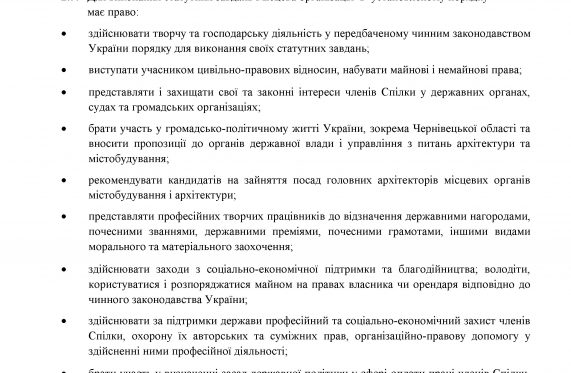 має право:
• здійснювати творчу та господарську діяльність у передбаченому чинним законодавством
України порядку для виконання своїх статутних завдань;
• виступати учасником цивільно-правових відносин, набувати майнові і немайнові права;
• представляти і захищати свої та законні інтереси членів Спілки у державних органах,
судах та громадських організаціях;
• брати участь у громадсько-політичному житті України, зокрема Чернівецької області та
вносити пропозиції до органів державної влади і управління з питань архітектури та
містобудування;
• рекомендувати кандидатів на зайняття посад головних архітекторів місцевих органів
містобудування і архітектури;
• представляти професійних творчих працівників до відзначення державними нагородами,
почесними званнями, державними преміями, почесними грамотами, іншими видами
морального та матеріального заохочення;
• здійснювати заходи з соціально-економічної підтримки та благодійництва; володіти,
користуватися і розпоряджатися майном на правах власника чи орендаря відповідно до
чинного законодавства України;
• здійснювати за підтримки держави професійний та соціально-економічний захист членів
Спілки, охорону їх авторських та суміжних прав, організаційно-правову допомогу у
здійсненні ними професійної діяльності;